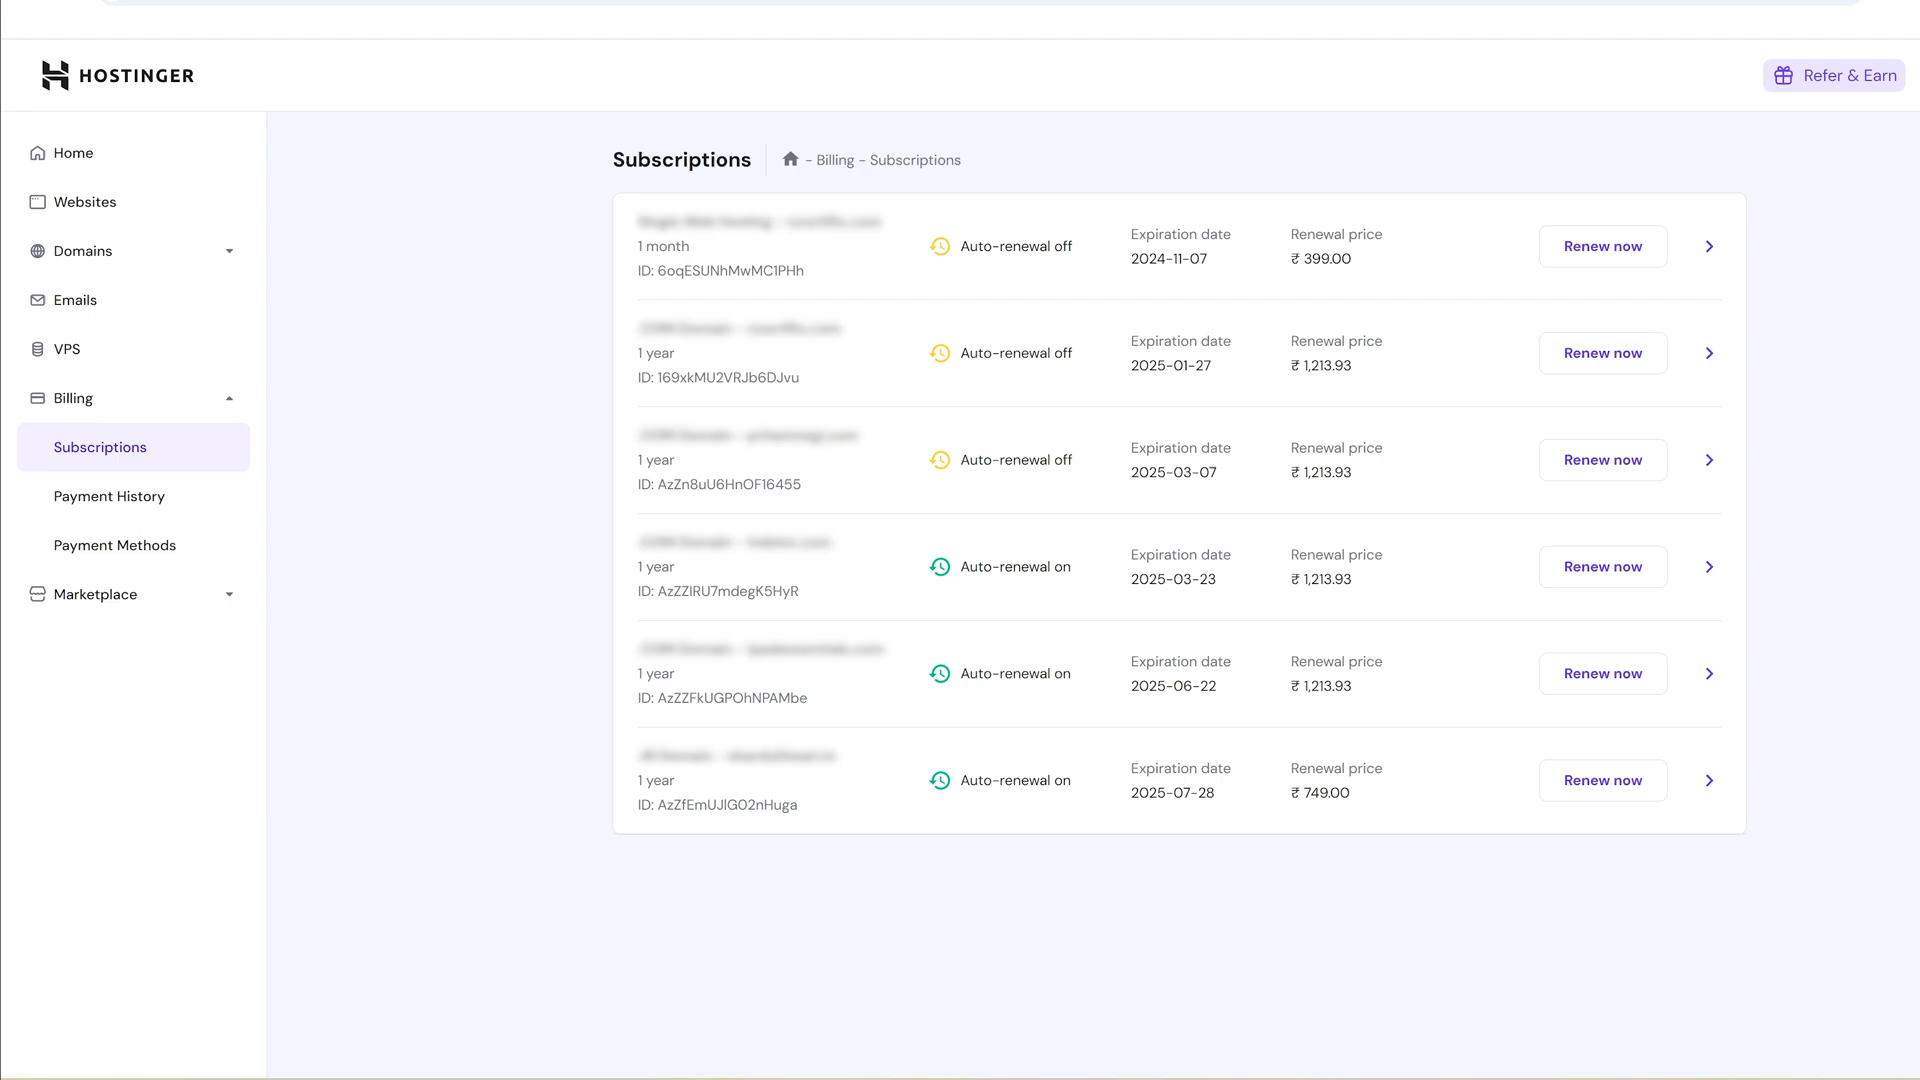 HOSTINGER
Refer & Earn
Home
Websites
Domains
Emails
VPS
Billing
Subscriptions
Payment History
Payment Methods
Marketplace
Subscriptions
- Billing - Subscriptions
1 month
ID: 6oqESUNhMwMC1PHh
Auto-renewal off
Expiration date
2024-11-07
Renewal price
₹ 399.00
Renew now
1 year
ID: 169xkMU2VRJb6DJvu
Auto-renewal off
Expiration date
2025-01-27
Renewal price
₹ 1,213.93
Renew now
1 year
ID: AzZn8uU6HnOF16455
Auto-renewal off
Expiration date
2025-03-07
Renewal price
₹ 1,213.93
Renew now
1 year
ID: AzZZIRU7mdegK5HyR
Auto-renewal on
Expiration date
2025-03-23
Renewal price
₹ 1,213.93
Renew now
1 year
ID: AzZZFkUGPOhNPAMbe
Auto-renewal on
Expiration date
2025-06-22
Renewal price
₹ 1,213.93
Renew now
1 year
ID: AzZfEmUJlG02nHuga
Auto-renewal on
Expiration date
2025-07-28
Renewal price
₹ 749.00
Renew now